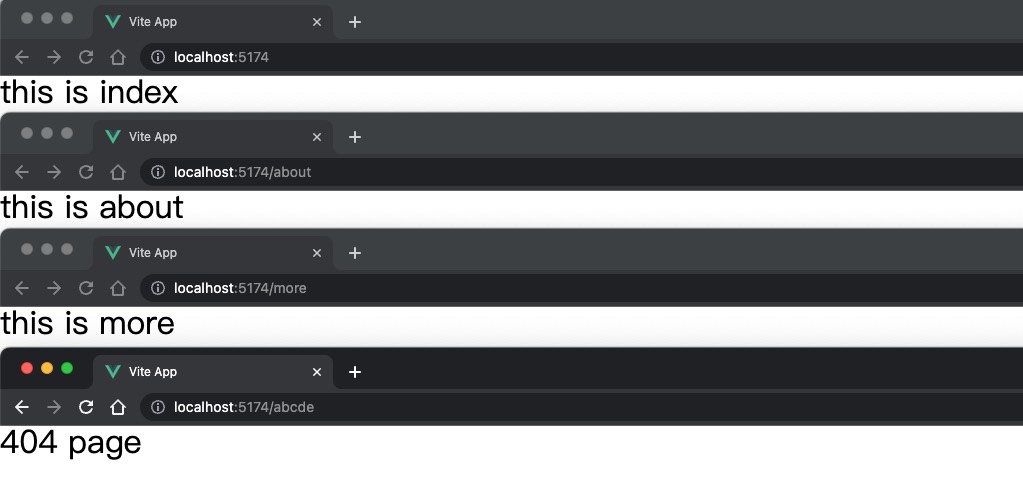 Vite App
localhost:5174
this is index
Vite App
localhost:5174/about
this is about
Vite App
localhost:5174/more
this is more
Vite App
localhost:5174/abcde
404 page